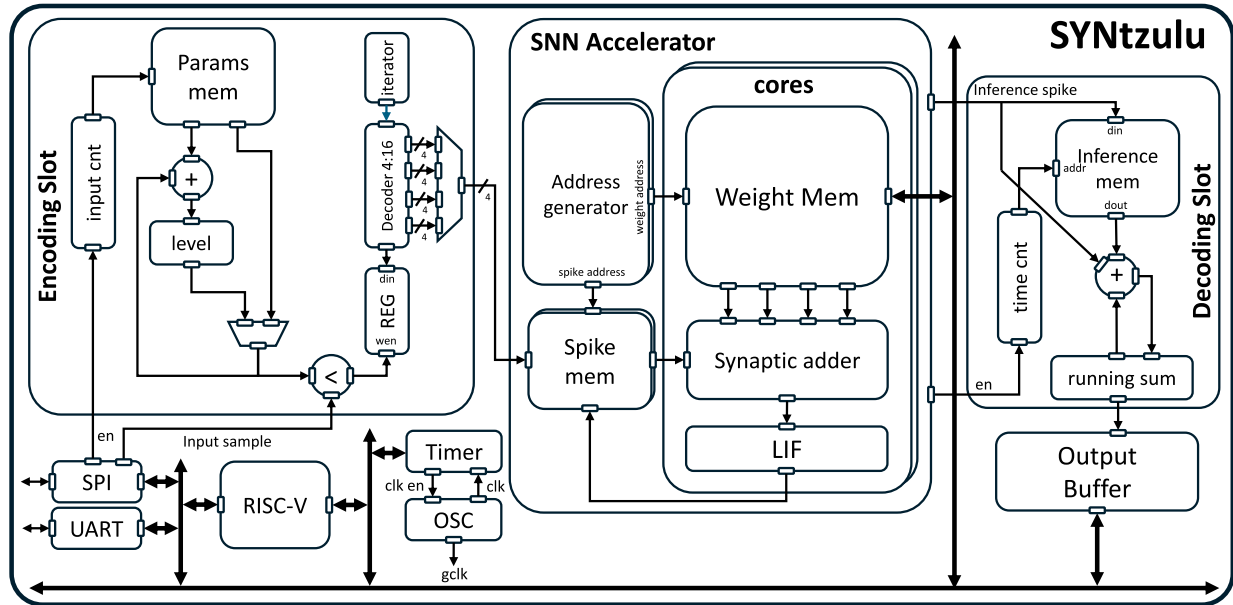 SYNtzulu
Encoding Slot
Params
mem
input cnt
+
level
<
iterator
Decoder 4:16
4
4
4
4
4
din
REG
wen
SNN Accelerator
cores
Address
generator
weight address
spike address
Weight Mem
Spike
mem
Synaptic adder
LIF
Inference spike
Decoding Slot
din
Inference
mem
addr
dout
time cnt
+
running sum
en
Output
Buffer
en
Input sample
SPI
UART
RISC-V
Timer
clk en
clk
OSC
gclk